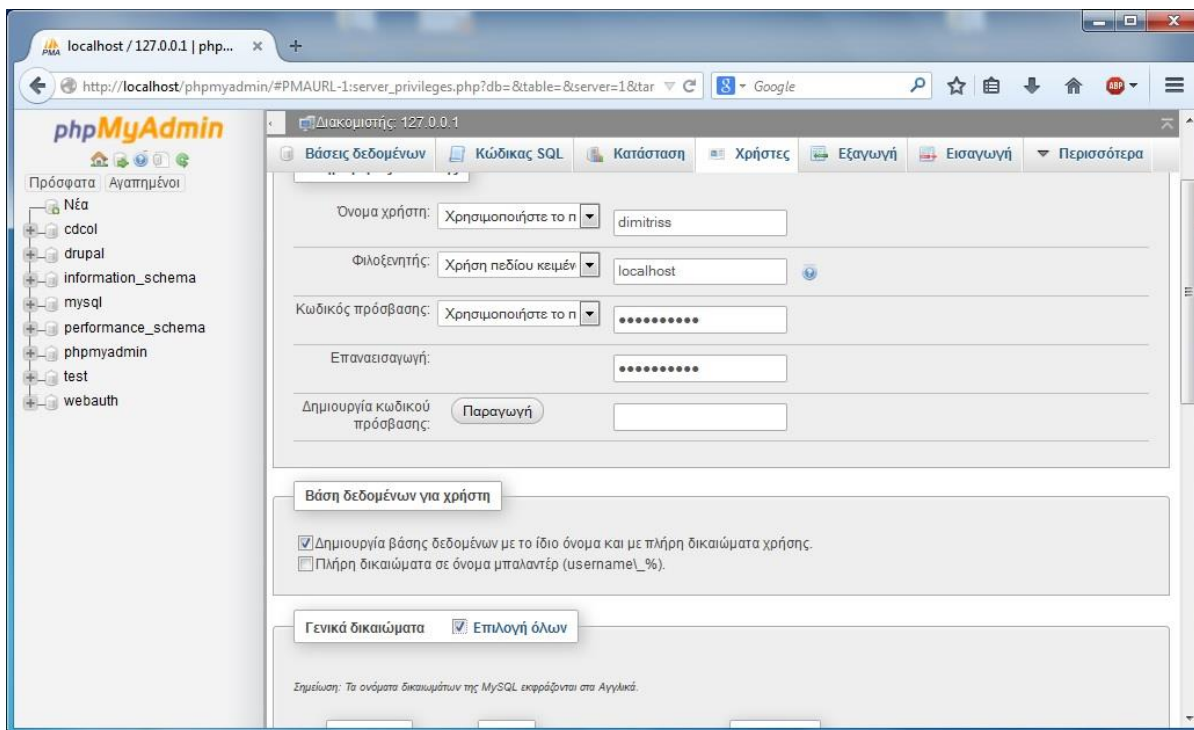 localhost / 127.0.0.1 | php...
http://localhost/phpmyadmin/#PMAURL-1:server_privileges.php?db=&table=&server=1&tar
Google
phpMyAdmin
Πρόσφατα Αγαπημένοι
Νέα
cdcol
drupal
information_schema
mysql
performance_schema
phpmyadmin
test
webauth
Διακομιστής: 127.0.0.1
Βάσεις δεδομένων Κώδικας SQL Κατάσταση Χρήστες Εξαγωγή Εισαγωγή Περισσότερα
Όνομα χρήστη: Χρησιμοποιήστε το π dimitriss
Φιλοξενητής: Χρήση πεδίου κειμέν localhost
Κωδικός πρόσβασης: Χρησιμοποιήστε το π ••••••••••
Επαναεισαγωγή: ••••••••••
Δημιουργία κωδικού πρόσβασης: Παραγωγή
Βάση δεδομένων για χρήστη
Δημιουργία βάσης δεδομένων με το ίδιο όνομα και με πλήρη δικαιώματα χρήσης.
Πλήρη δικαιώματα σε όνομα μπαλαντέρ (username\_%).
Γενικά δικαιώματα Επιλογή όλων
Σημείωση: Τα ονόματα δικαιωμάτων της MySQL εκφράζονται στα Αγγλικά.